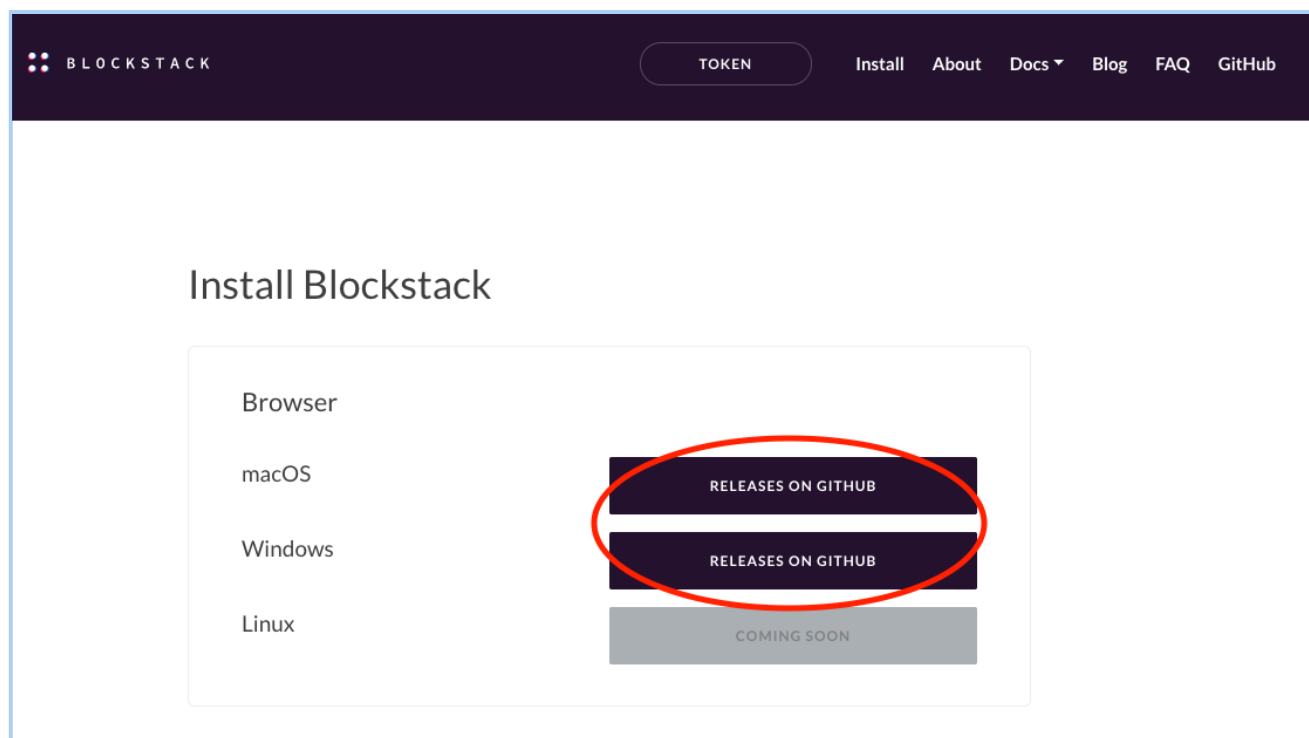 BLOCKSTACK TOKEN Install About Docs Blog FAQ GitHub
Install Blockstack
Browser
macOS RELEASES ON GITHUB
Windows RELEASES ON GITHUB
Linux COMING SOON